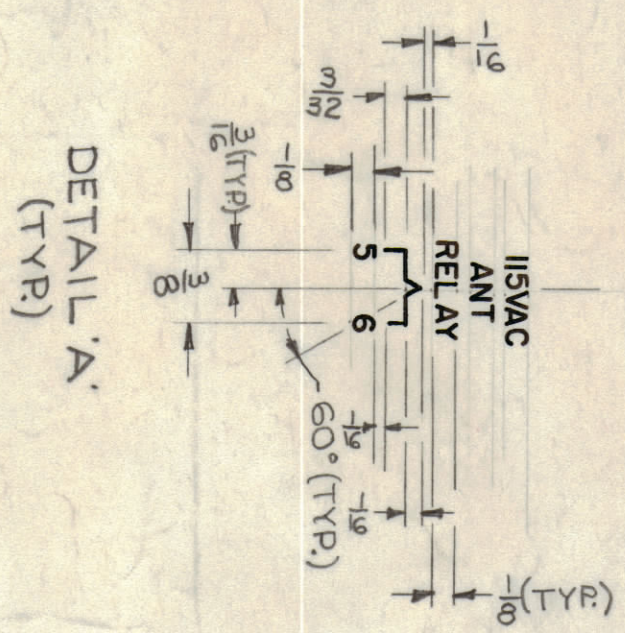 115VAC
ANT
RELAY
5 6
1/16
3/32
1/8
3/16 (TYP.)
3/8
60° (TYP.)
1/16
1/16
1/8 (TYP.)
DETAIL 'A'
(TYP.)